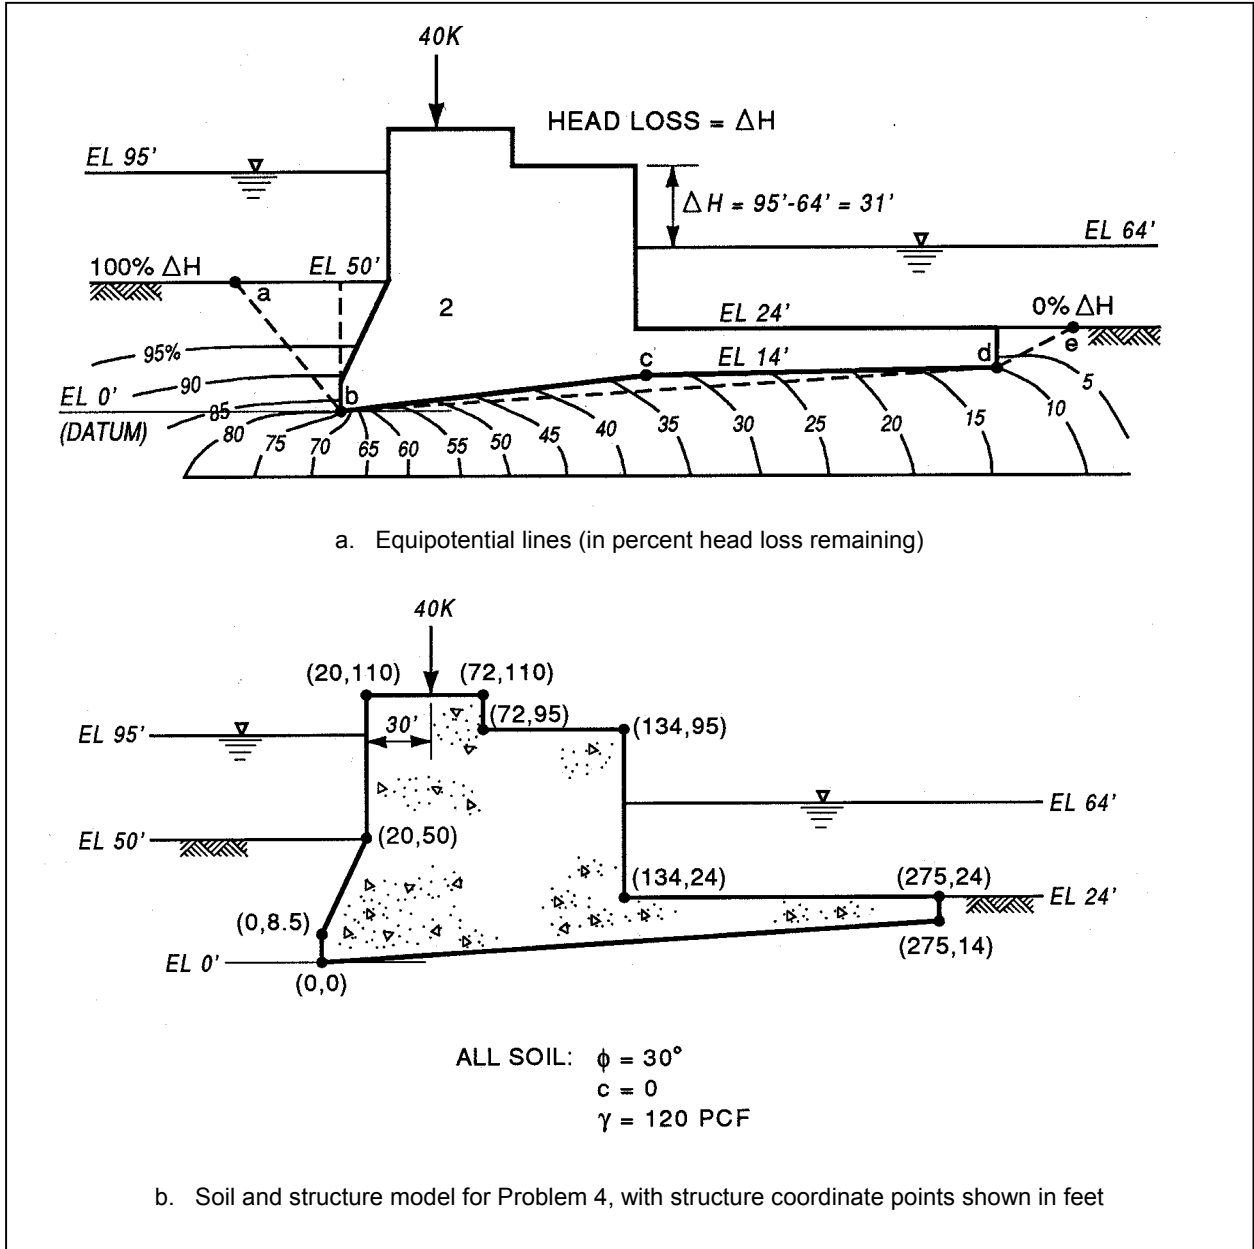 40K
HEAD LOSS = ΔH
EL 95'
ΔH = 95'-64' = 31'
EL 64'
100% ΔH
EL 50'
a
2
EL 24'
0% ΔH
e
95%
c
EL 14'
d
90
b
5
EL 0'
85
(DATUM)
80
75
70
65
60
55
50
45
40
35
30
25
20
15
10
a. Equipotential lines (in percent head loss remaining)
40K
(20,110)
(72,110)
30'
(72,95)
EL 95'
(134,95)
EL 64'
EL 50'
(20,50)
(134,24)
(275,24)
EL 24'
(0,8.5)
(275,14)
EL 0'
(0,0)
ALL SOIL: ϕ = 30°
c = 0
γ = 120 PCF
b. Soil and structure model for Problem 4, with structure coordinate points shown in feet